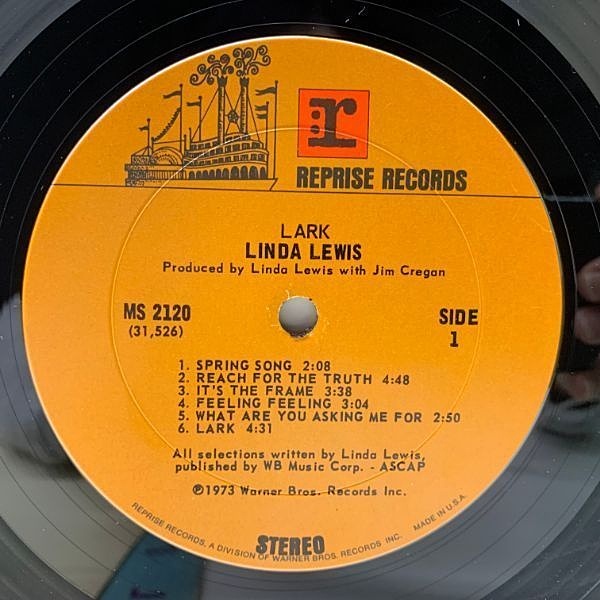 :r
REPRISE RECORDS
LARK
LINDA LEWIS
Produced by Linda Lewis with Jim Cregan
MS 2120
(31,526)
SIDE
1
1. SPRING SONG 2:08
2. REACH FOR THE TRUTH 4:48
3. IT'S THE FRAME 3:38
4. FEELING FEELING 3:04
5. WHAT ARE YOU ASKING ME FOR 2:50
6. LARK 4:31
All selections written by Linda Lewis,
published by WB Music Corp. - ASCAP
℗1973 Warner Bros. Records Inc.
STEREO
REPRISE RECORDS, A DIVISION OF WARNER BROS. RECORDS INC. MADE IN U.S.A.